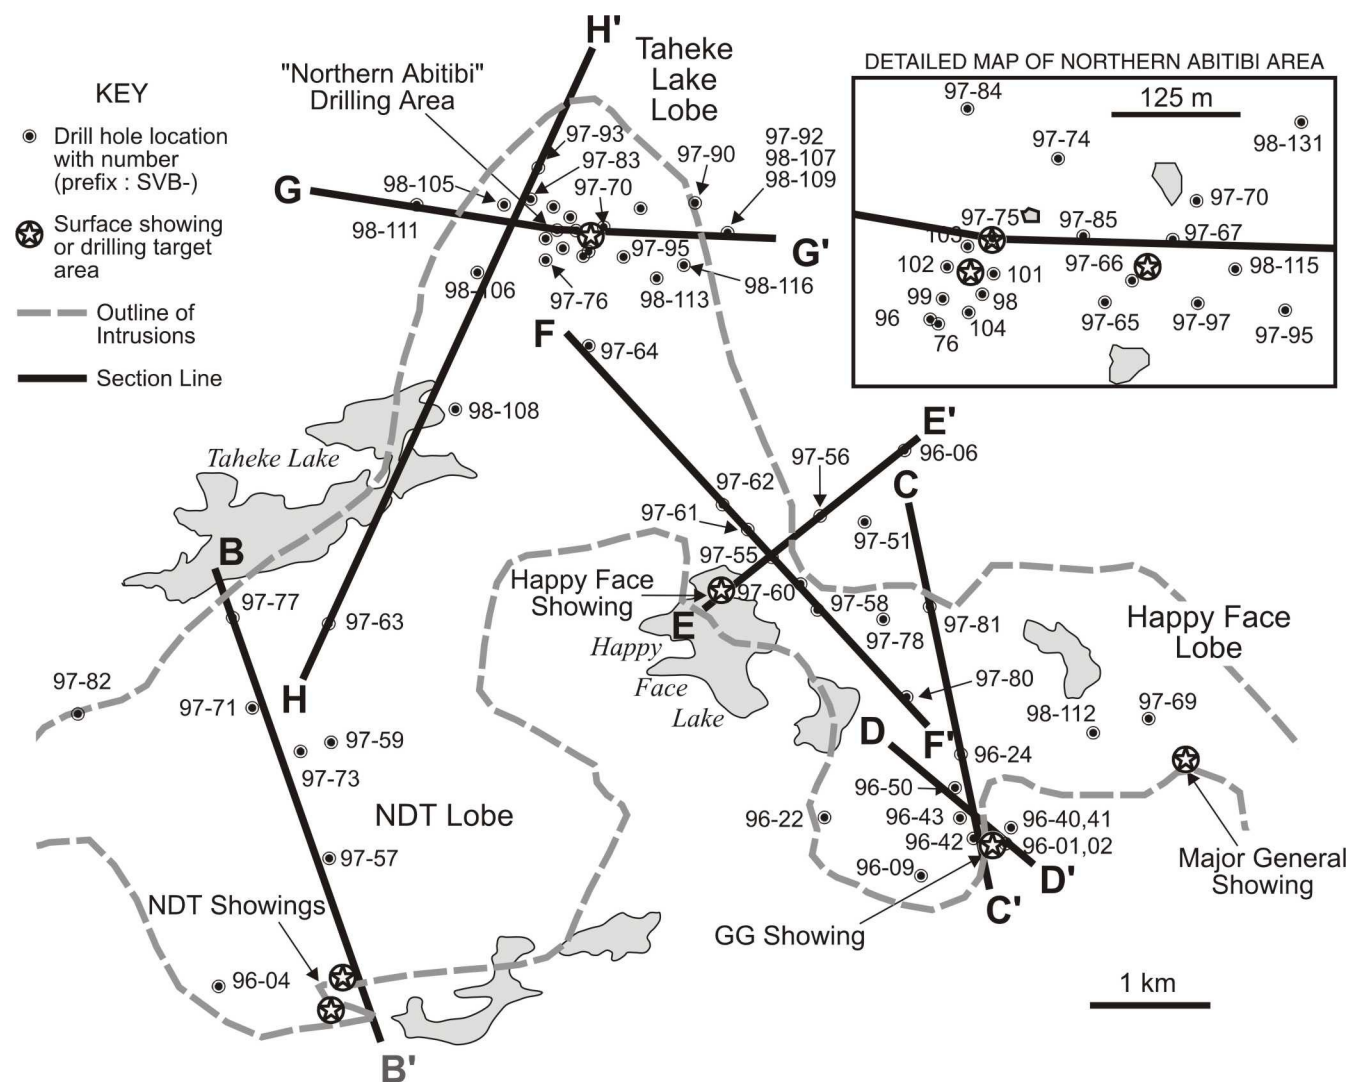 KEY
Drill hole location
with number
(prefix : SVB-)
Surface showing
or drilling target
area
Outline of
Intrusions
Section Line
H'
Taheke
Lake
Lobe
"Northern Abitibi"
Drilling Area
97-93
97-83
97-70
97-90
97-92
98-107
98-109
G
98-105
98-111
G'
97-95
98-106
97-76
98-113
98-116
F
97-64
98-108
Taheke Lake
DETAILED MAP OF NORTHERN ABITIBI AREA
97-84
125 m
98-131
97-74
97-70
97-75
97-85
97-67
103
102
101
97-66
98-115
99
98
96
76
104
97-65
97-97
97-95
E'
96-06
97-56
C
97-62
97-61
97-51
97-55
B
Happy Face
Showing
97-60
97-58
E
97-77
97-63
97-78
97-81
Happy
Face
Lake
Happy Face
Lobe
97-82
H
97-71
97-80
97-69
98-112
97-59
97-73
D
F'
96-24
NDT Lobe
96-50
96-22
96-43
96-40,41
96-42
96-01,02
97-57
96-09
Major General
Showing
D'
C'
NDT Showings
GG Showing
96-04
1 km
B'